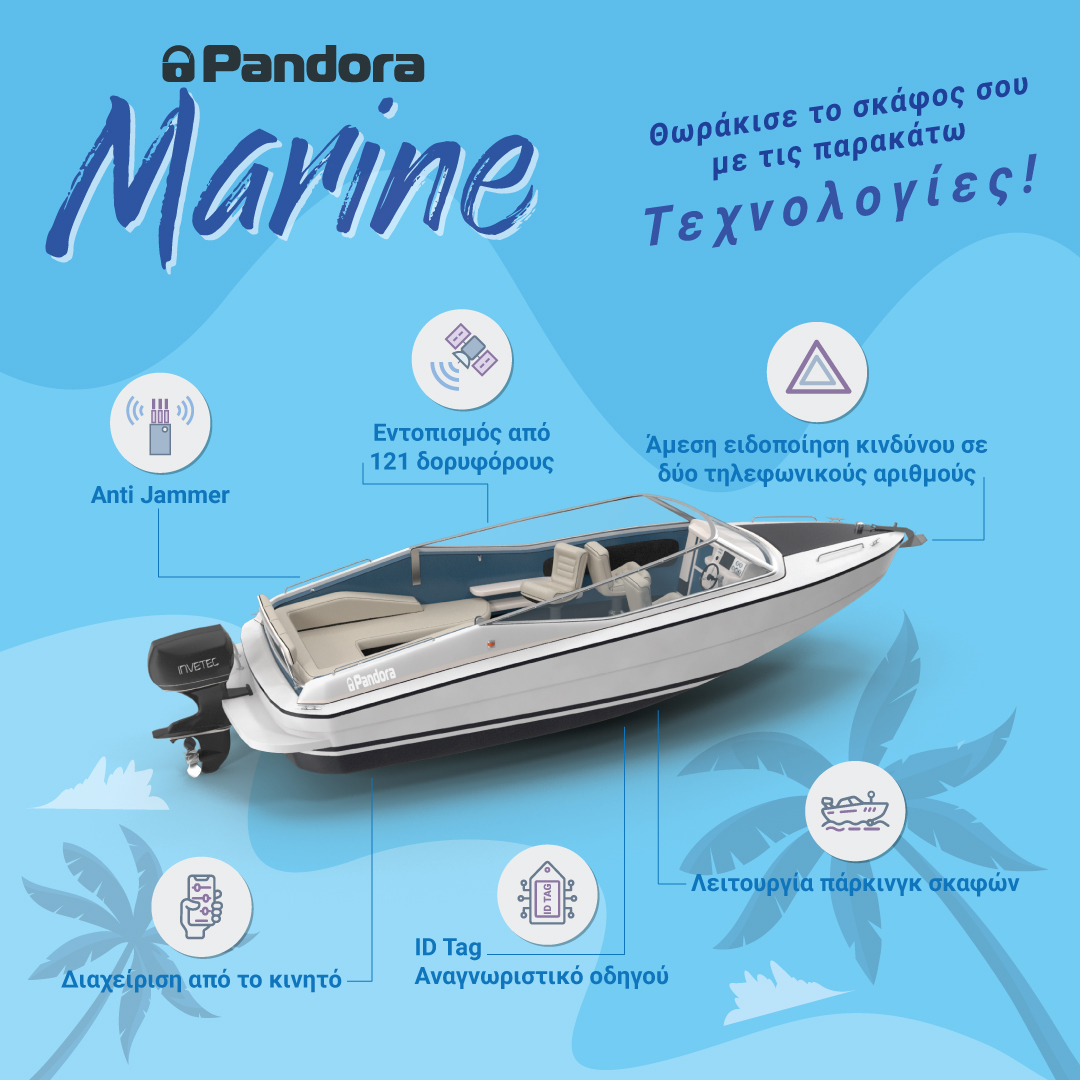 Pandora
Marine
Θωράκισε το σκάφος σου
με τις παρακάτω
Τεχνολογίες!
Anti Jammer
Εντοπισμός από
121 δορυφόρους
Άμεση ειδοποίηση κινδύνου σε
δύο τηλεφωνικούς αριθμούς
INVETEC
Pandora
Διαχείριση από το κινητό
ID TAG
ID Tag
Αναγνωριστικό οδηγού
Λειτουργία πάρκινγκ σκαφών